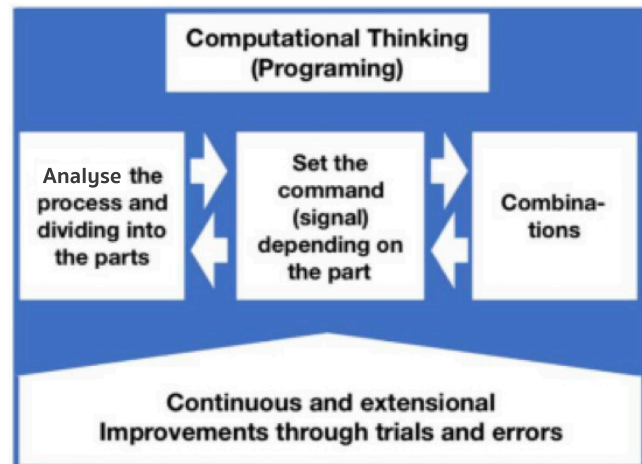 Computational Thinking
(Programing)
Analyse the
process and
dividing into
the parts
Set the
command
(signal)
depending on
the part
Combina-
tions
Continuous and extensional
Improvements through trials and errors